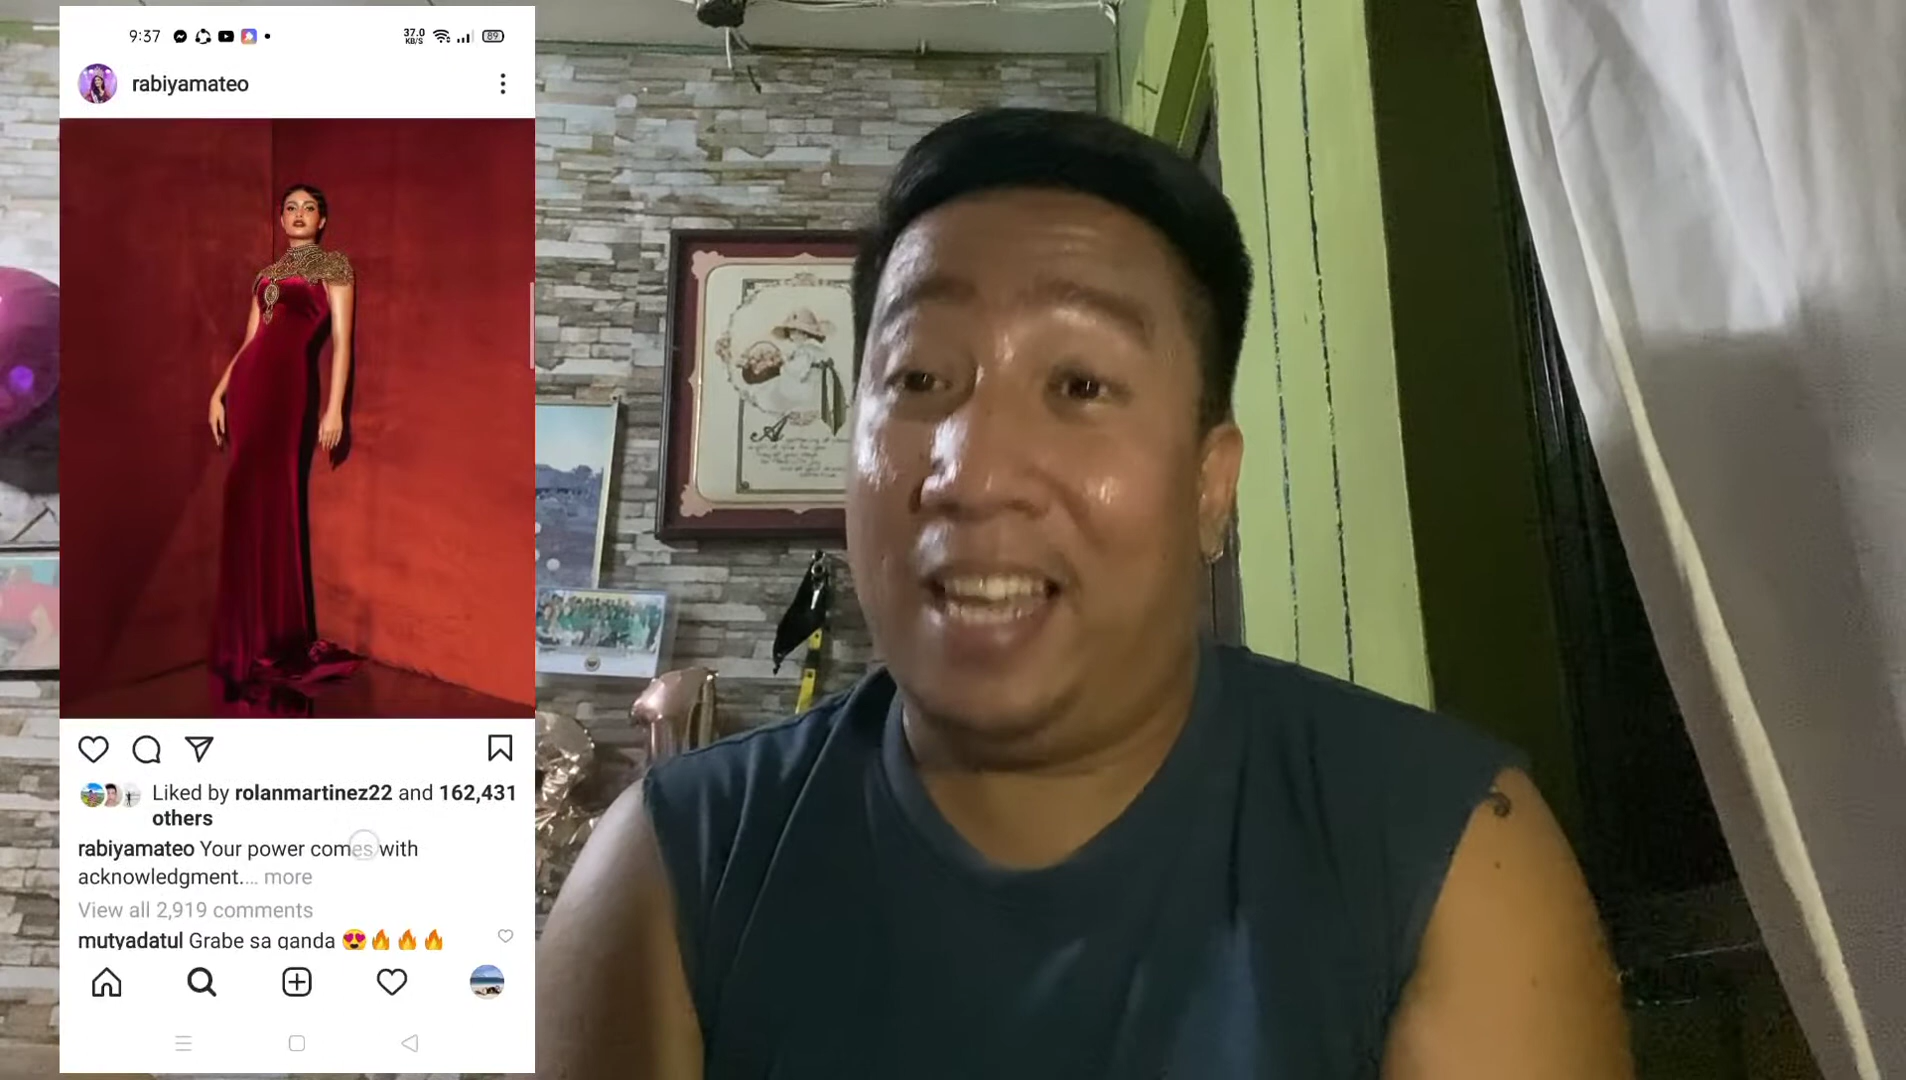 9:37
37.0
KB/S
89
rabiyamateo
Liked by rolanmartinez22 and 162,431
others
rabiyamateo Your power comes with
acknowledgment.... more
View all 2,919 comments
mutyadatul Grabe sa ganda 😍🔥🔥🔥
A